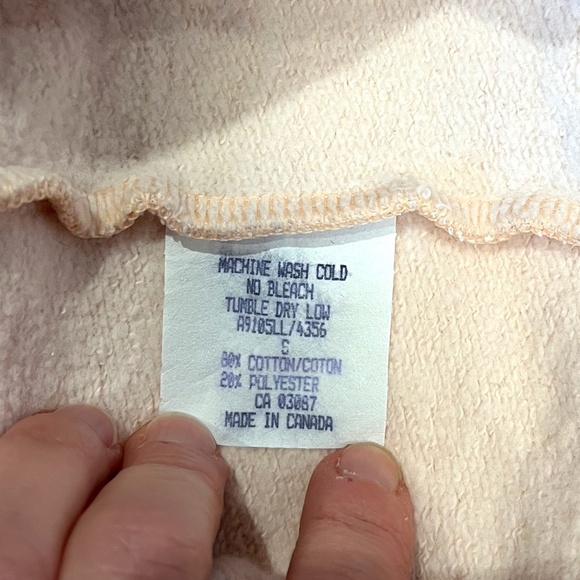 MACHINE WASH COLD
NO BLEACH
TUMBLE DRY LOW
A9105LL/4356
S
80% COTTON/COTON
20% POLYESTER
CA 03087
MADE IN CANADA